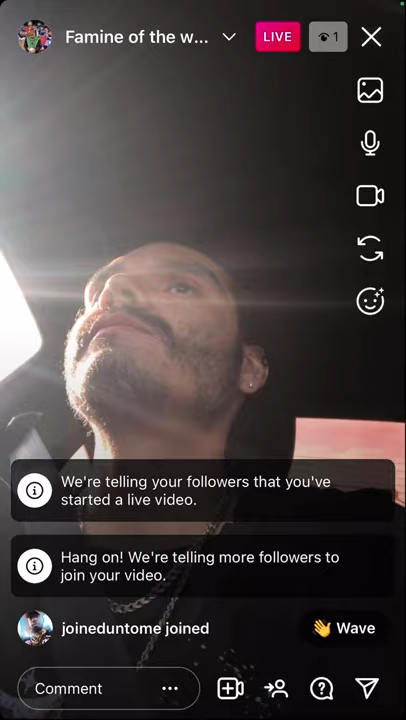 Famine of the w...
LIVE
1
We're telling your followers that you've
started a live video.
Hang on! We're telling more followers to
join your video.
joineduntome joined
👋 Wave
Comment